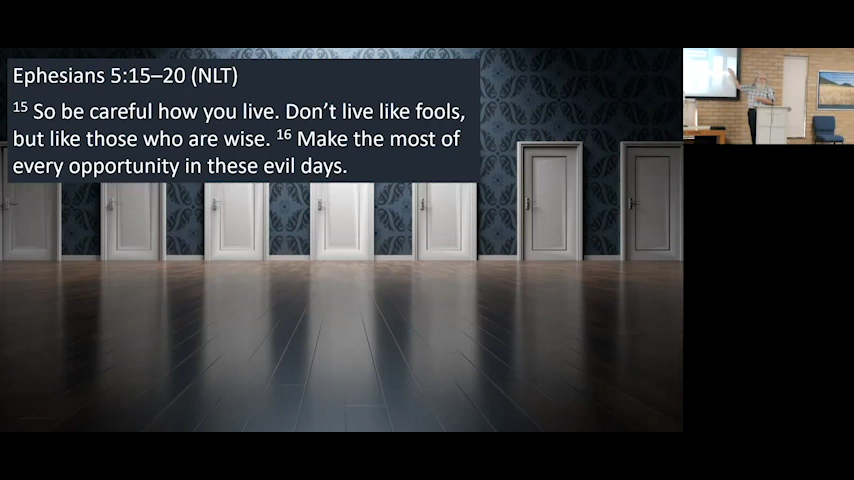 Ephesians 5:15–20 (NLT)
15 So be careful how you live. Don’t live like fools,
but like those who are wise. 16 Make the most of
every opportunity in these evil days.